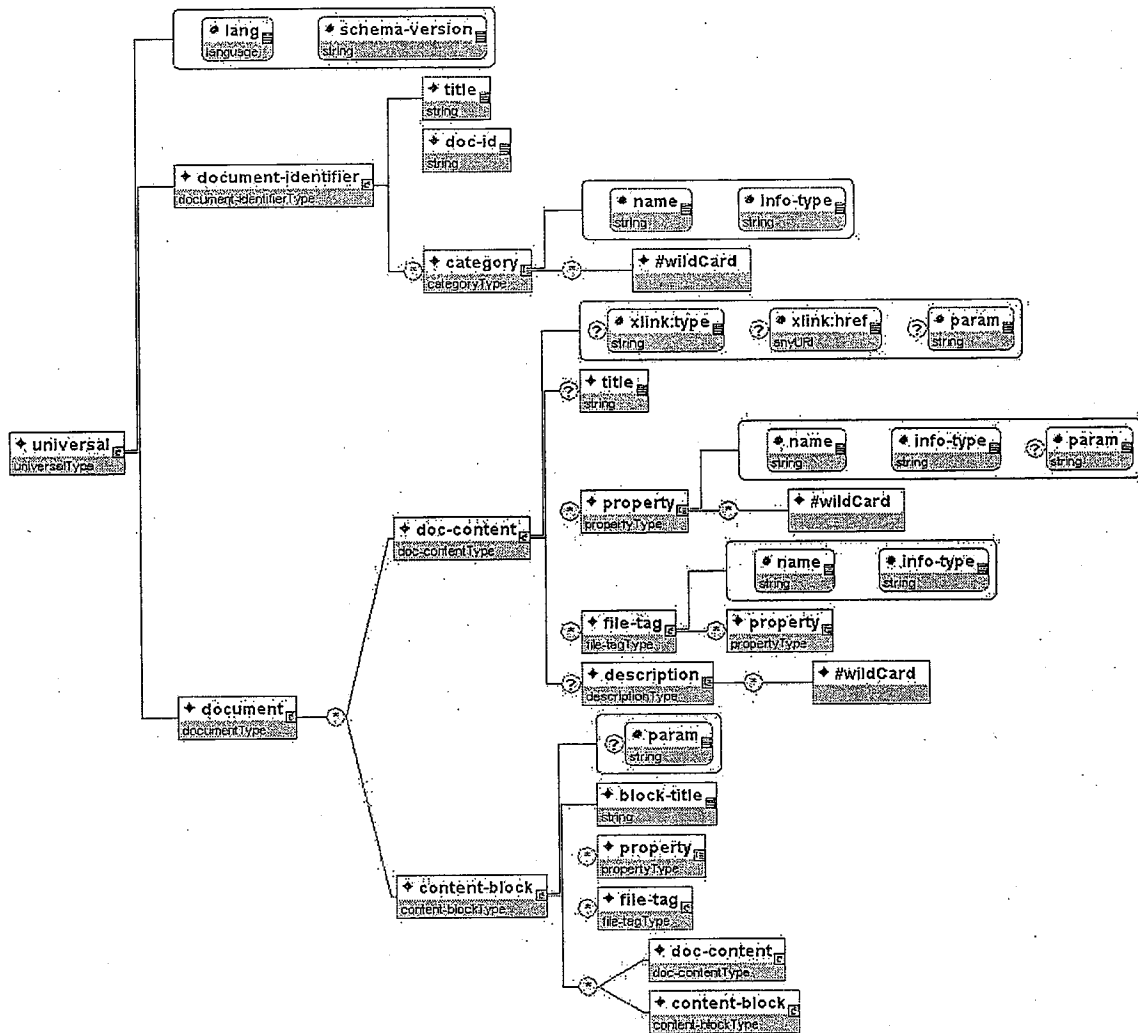 lang
language
schema-version
string
title
string
doc-id
string
document-identifier
document-identifierType
name
string
info-type
string
category
categoryType
#wildCard
xlink:type
string
xlink:href
anyURI
param
string
title
string
universal
universalType
name
string
info-type
string
param
string
property
propertyType
#wildCard
doc-content
doc-contentType
name
string
info-type
string
file-tag
file-tagType
property
propertyType
description
descriptionType
#wildCard
document
documentType
param
string
block-title
string
property
propertyType
content-block
content-blockType
file-tag
file-tagType
doc-content
doc-contentType
content-block
content-blockType